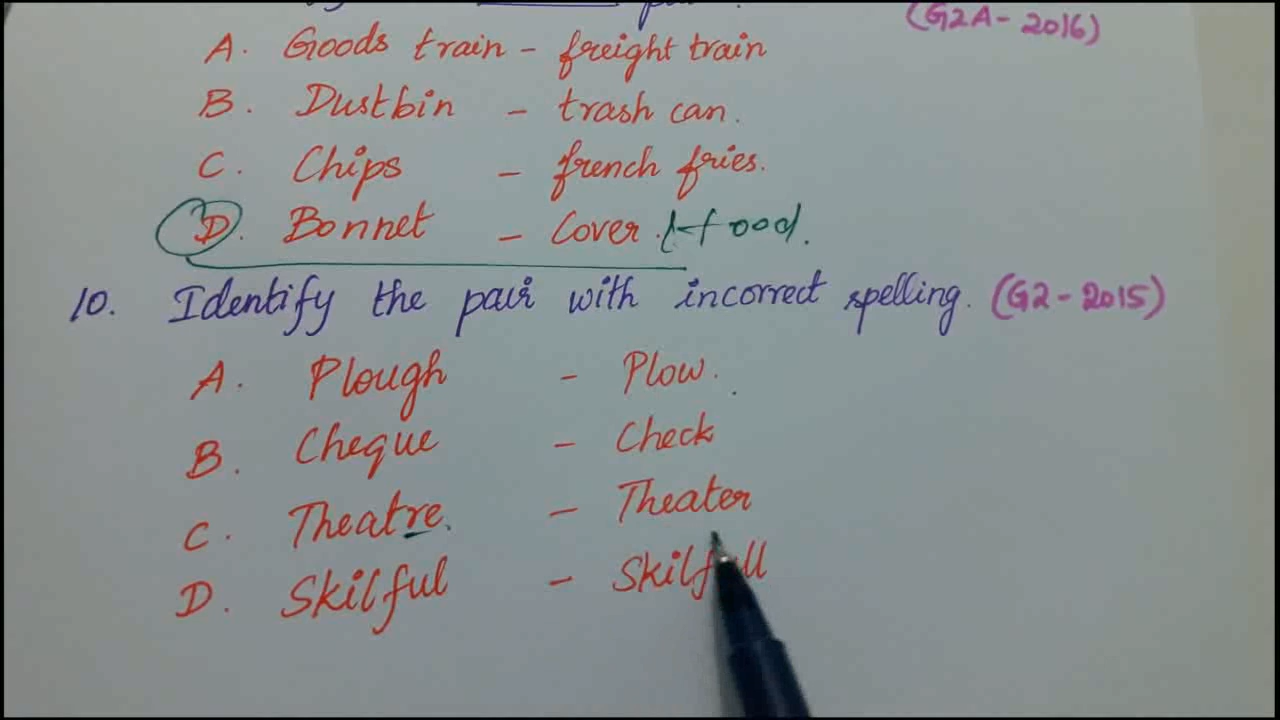 (G2A- 2016)
A. Goods train - freight train
B. Dustbin - trash can.
C. Chips - french fries.
D. Bonnet - Cover. food.
10. Identify the pair with incorrect spelling. (G2 - 2015)
A. Plough - Plow.
B. Cheque - Check
C. Theatre. - Theater
D. Skilful - Skilfull